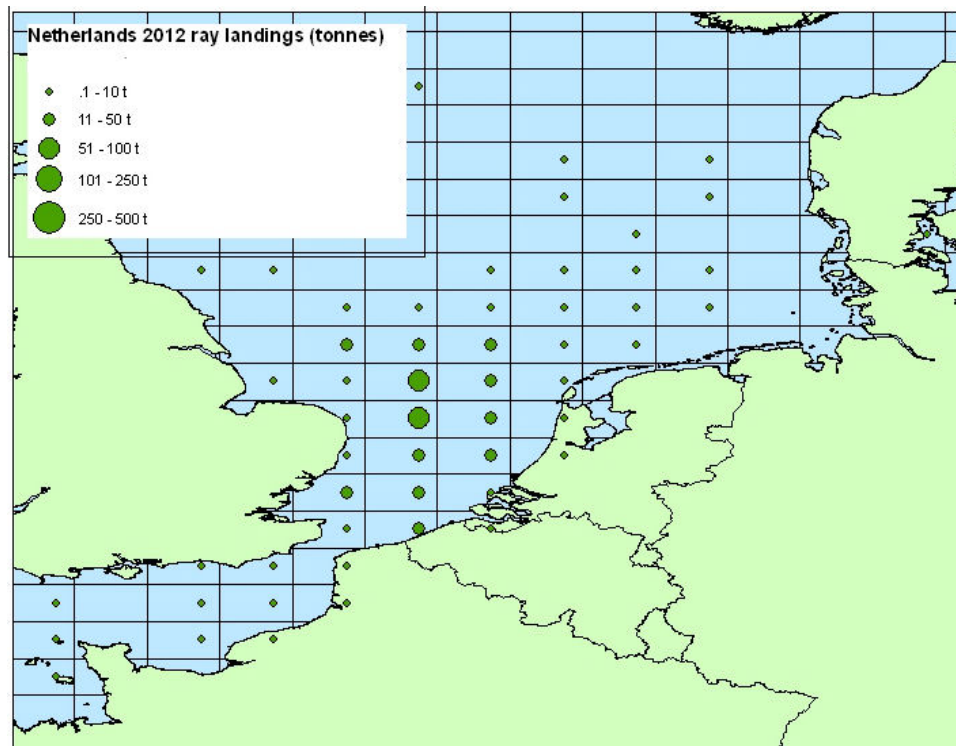 Netherlands 2012 ray landings (tonnes)
.1 - 10 t
11 - 50 t
51 - 100 t
101 - 250 t
250 - 500 t